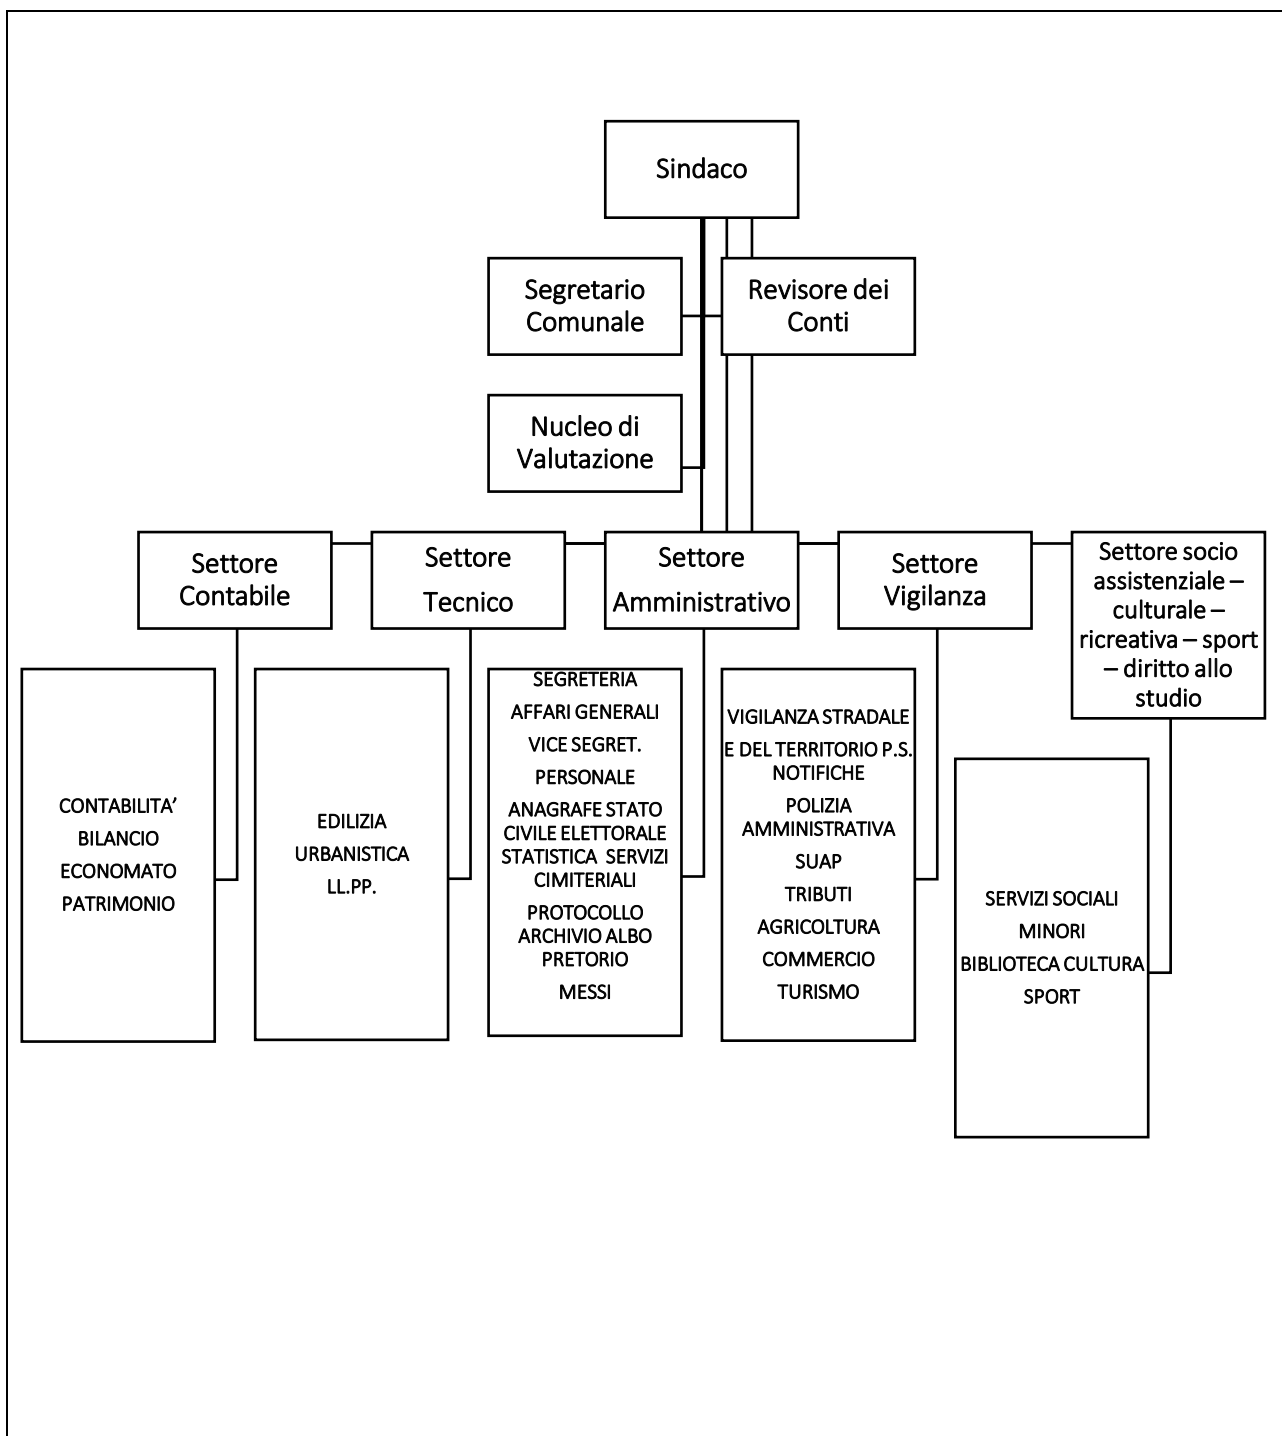 Sindaco
Segretario
Comunale
Revisore dei
Conti
Nucleo di
Valutazione
Settore
Contabile
Settore
Tecnico
Settore
Amministrativo
Settore
Vigilanza
Settore socio
assistenziale –
culturale –
ricreativa – sport
– diritto allo
studio
CONTABILITA’
BILANCIO
ECONOMATO
PATRIMONIO
EDILIZIA
URBANISTICA
LL.PP.
SEGRETERIA
AFFARI GENERALI
VICE SEGRET.
PERSONALE
ANAGRAFE STATO
CIVILE ELETTORALE
STATISTICA SERVIZI
CIMITERIALI
PROTOCOLLO
ARCHIVIO ALBO
PRETORIO
MESSI
VIGILANZA STRADALE
E DEL TERRITORIO P.S.
NOTIFICHE
POLIZIA
AMMINISTRATIVA
SUAP
TRIBUTI
AGRICOLTURA
COMMERCIO
TURISMO
SERVIZI SOCIALI
MINORI
BIBLIOTECA CULTURA
SPORT